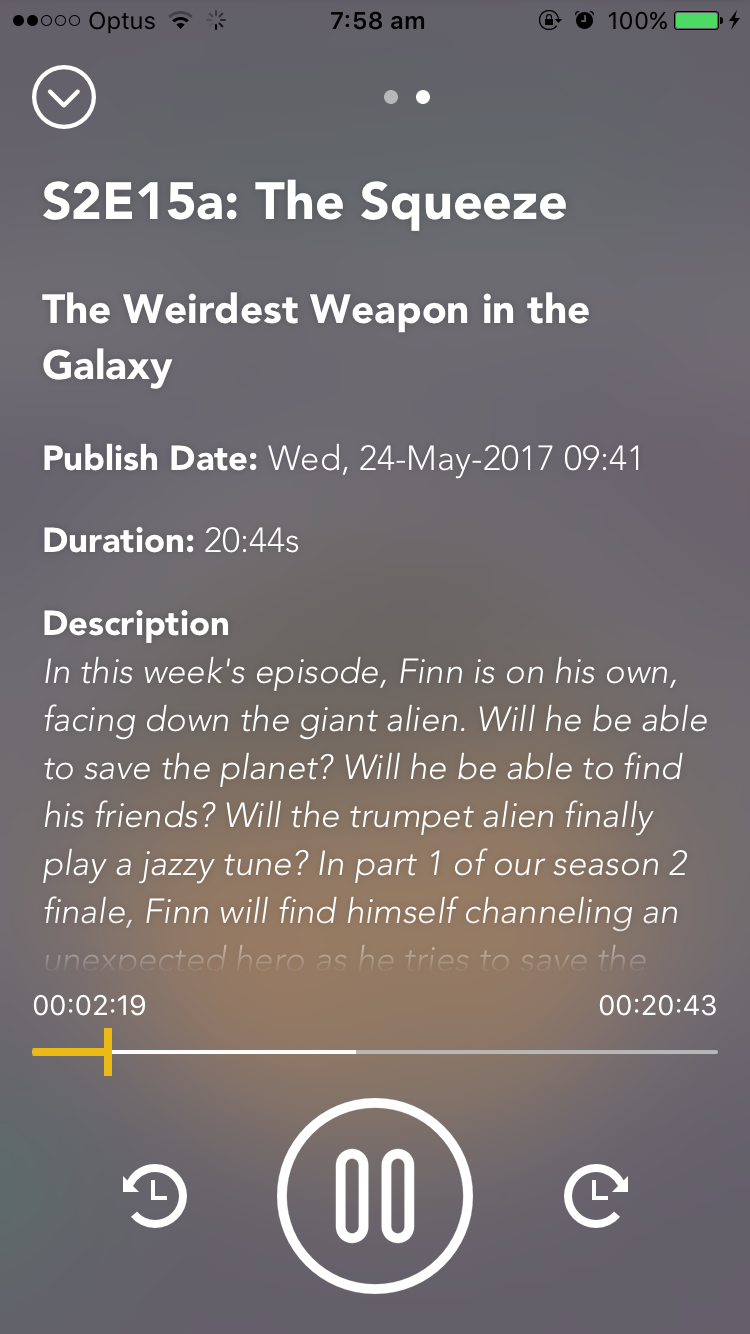 Optus 7:58 am 100%
S2E15a: The Squeeze
The Weirdest Weapon in the
Galaxy
Publish Date: Wed, 24-May-2017 09:41
Duration: 20:44s
Description
In this week's episode, Finn is on his own,
facing down the giant alien. Will he be able
to save the planet? Will he be able to find
his friends? Will the trumpet alien finally
play a jazzy tune? In part 1 of our season 2
finale, Finn will find himself channeling an
unexpected hero as he tries to save the
00:02:19 00:20:43